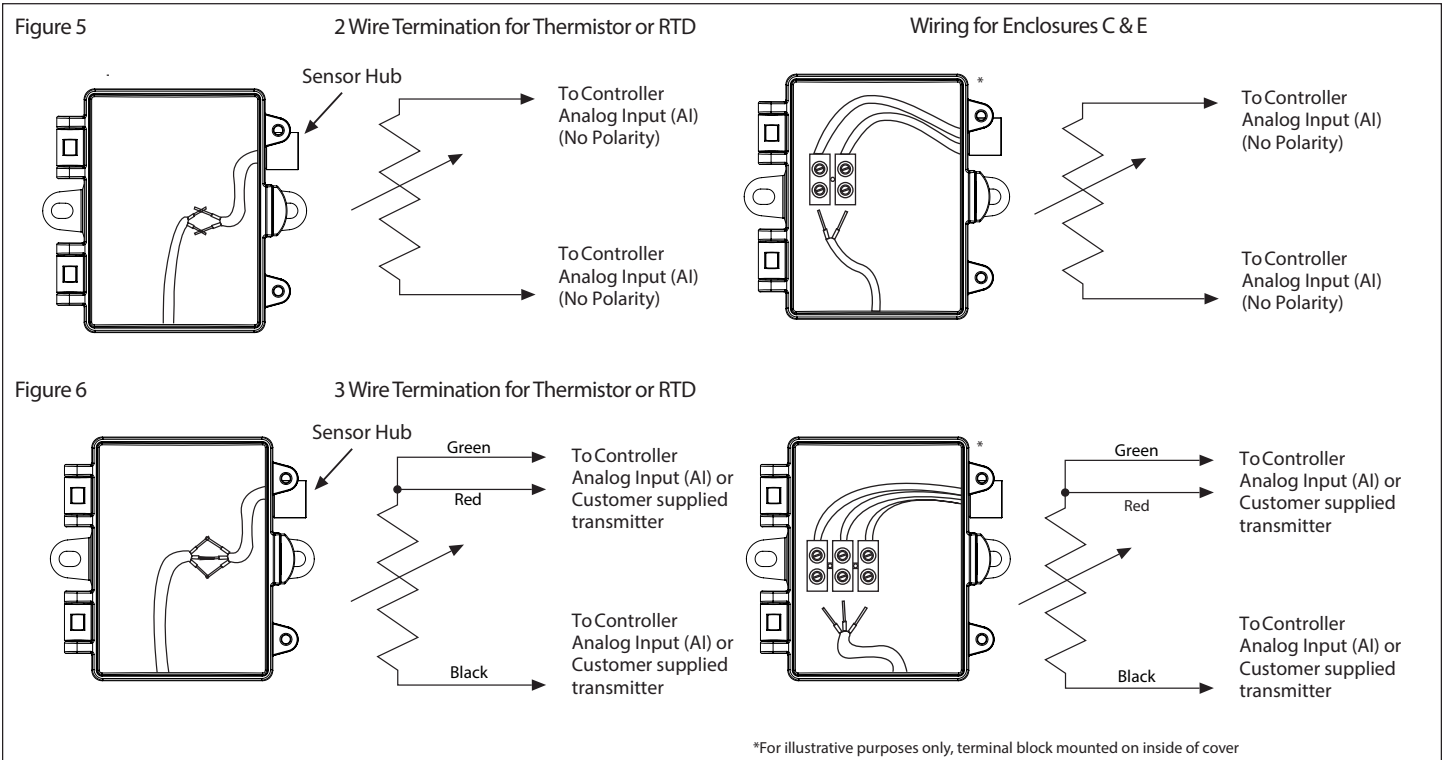 Figure 5
2 Wire Termination for Thermistor or RTD
Wiring for Enclosures C & E
Sensor Hub
To Controller
Analog Input (AI)
(No Polarity)
To Controller
Analog Input (AI)
(No Polarity)
*
To Controller
Analog Input (AI)
(No Polarity)
To Controller
Analog Input (AI)
(No Polarity)
Figure 6
3 Wire Termination for Thermistor or RTD
Sensor Hub
Green
Red
To Controller
Analog Input (AI) or
Customer supplied
transmitter
Black
To Controller
Analog Input (AI) or
Customer supplied
transmitter
*
Green
Red
To Controller
Analog Input (AI) or
Customer supplied
transmitter
Black
To Controller
Analog Input (AI) or
Customer supplied
transmitter
*For illustrative purposes only, terminal block mounted on inside of cover